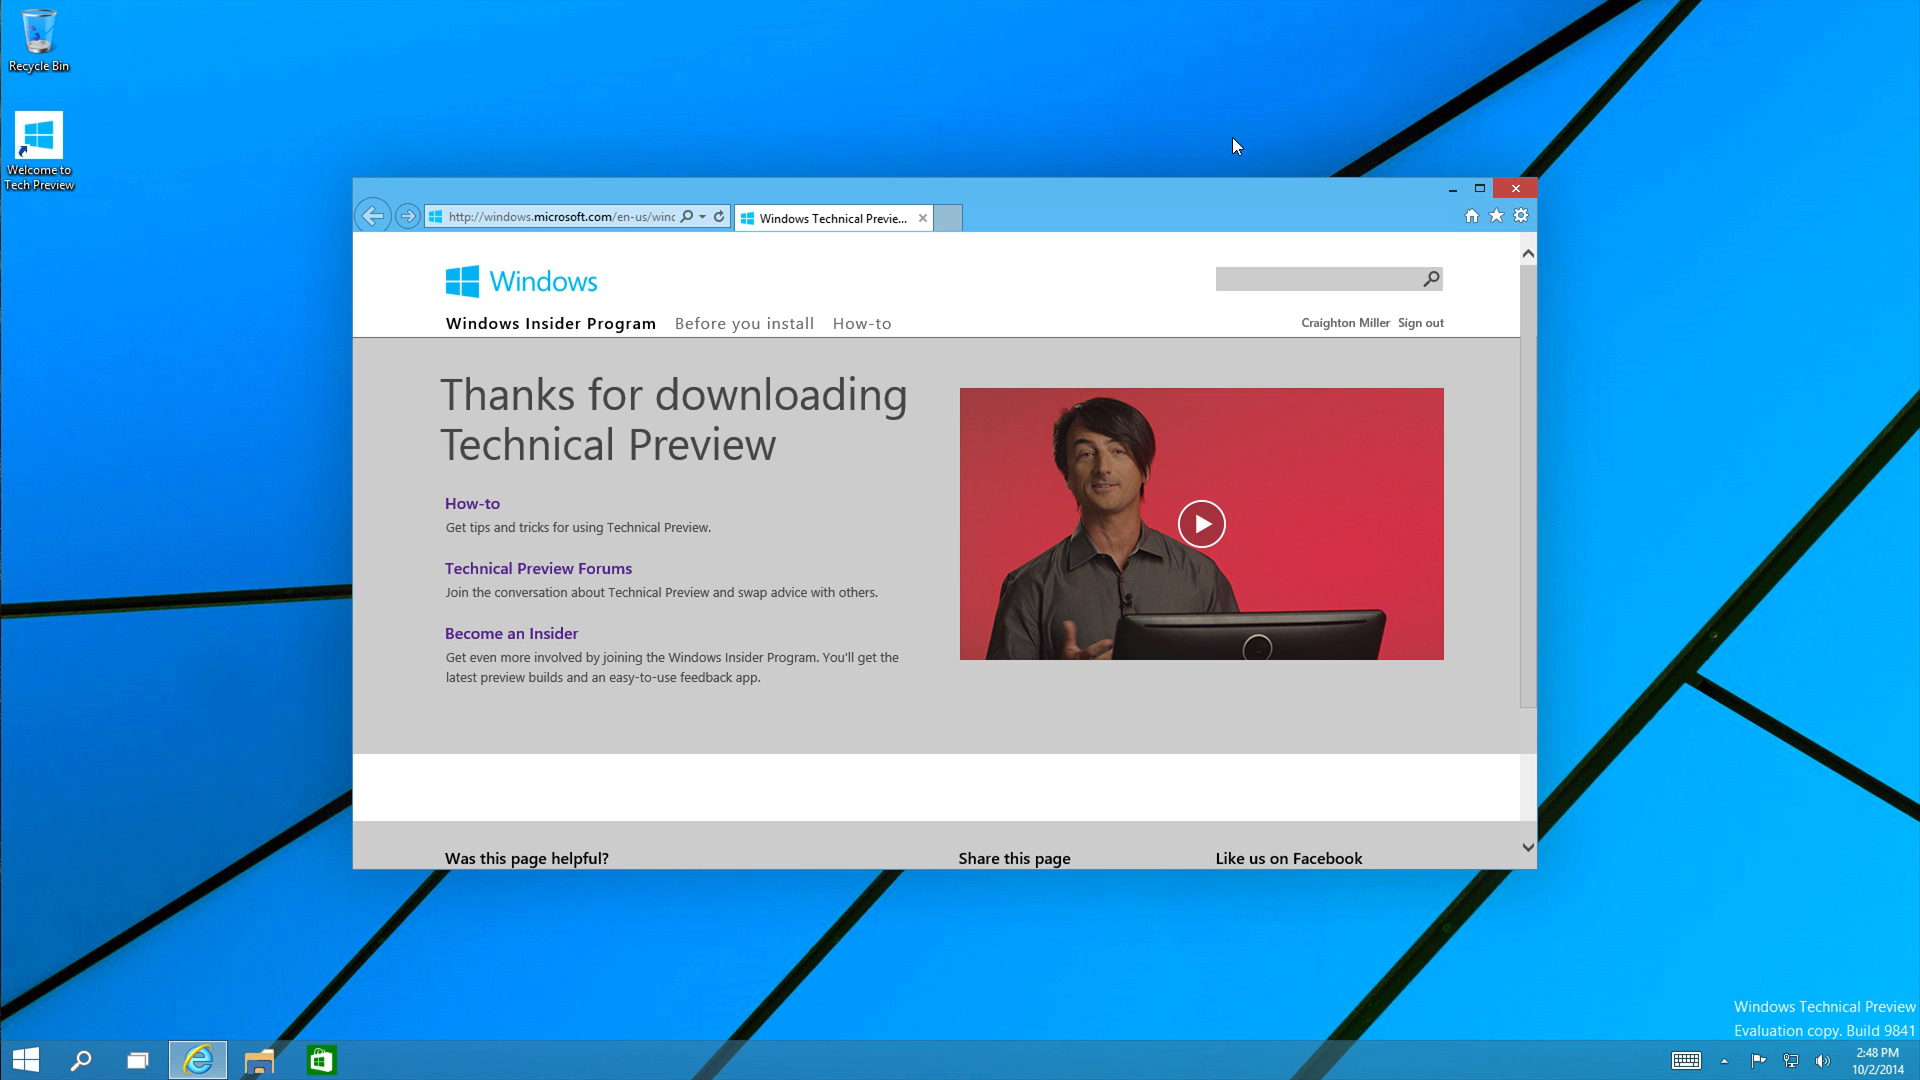 Recycle Bin
Welcome to
Tech Preview
http://windows.microsoft.com/en-us/winc
Windows Technical Previe...
Windows
Windows Insider Program Before you install How-to
Craighton Miller Sign out
Thanks for downloading
Technical Preview
How-to
Get tips and tricks for using Technical Preview.
Technical Preview Forums
Join the conversation about Technical Preview and swap advice with others.
Become an Insider
Get even more involved by joining the Windows Insider Program. You'll get the
latest preview builds and an easy-to-use feedback app.
Was this page helpful?
Share this page
Like us on Facebook
Windows Technical Preview
Evaluation copy. Build 9841
2:48 PM
10/2/2014